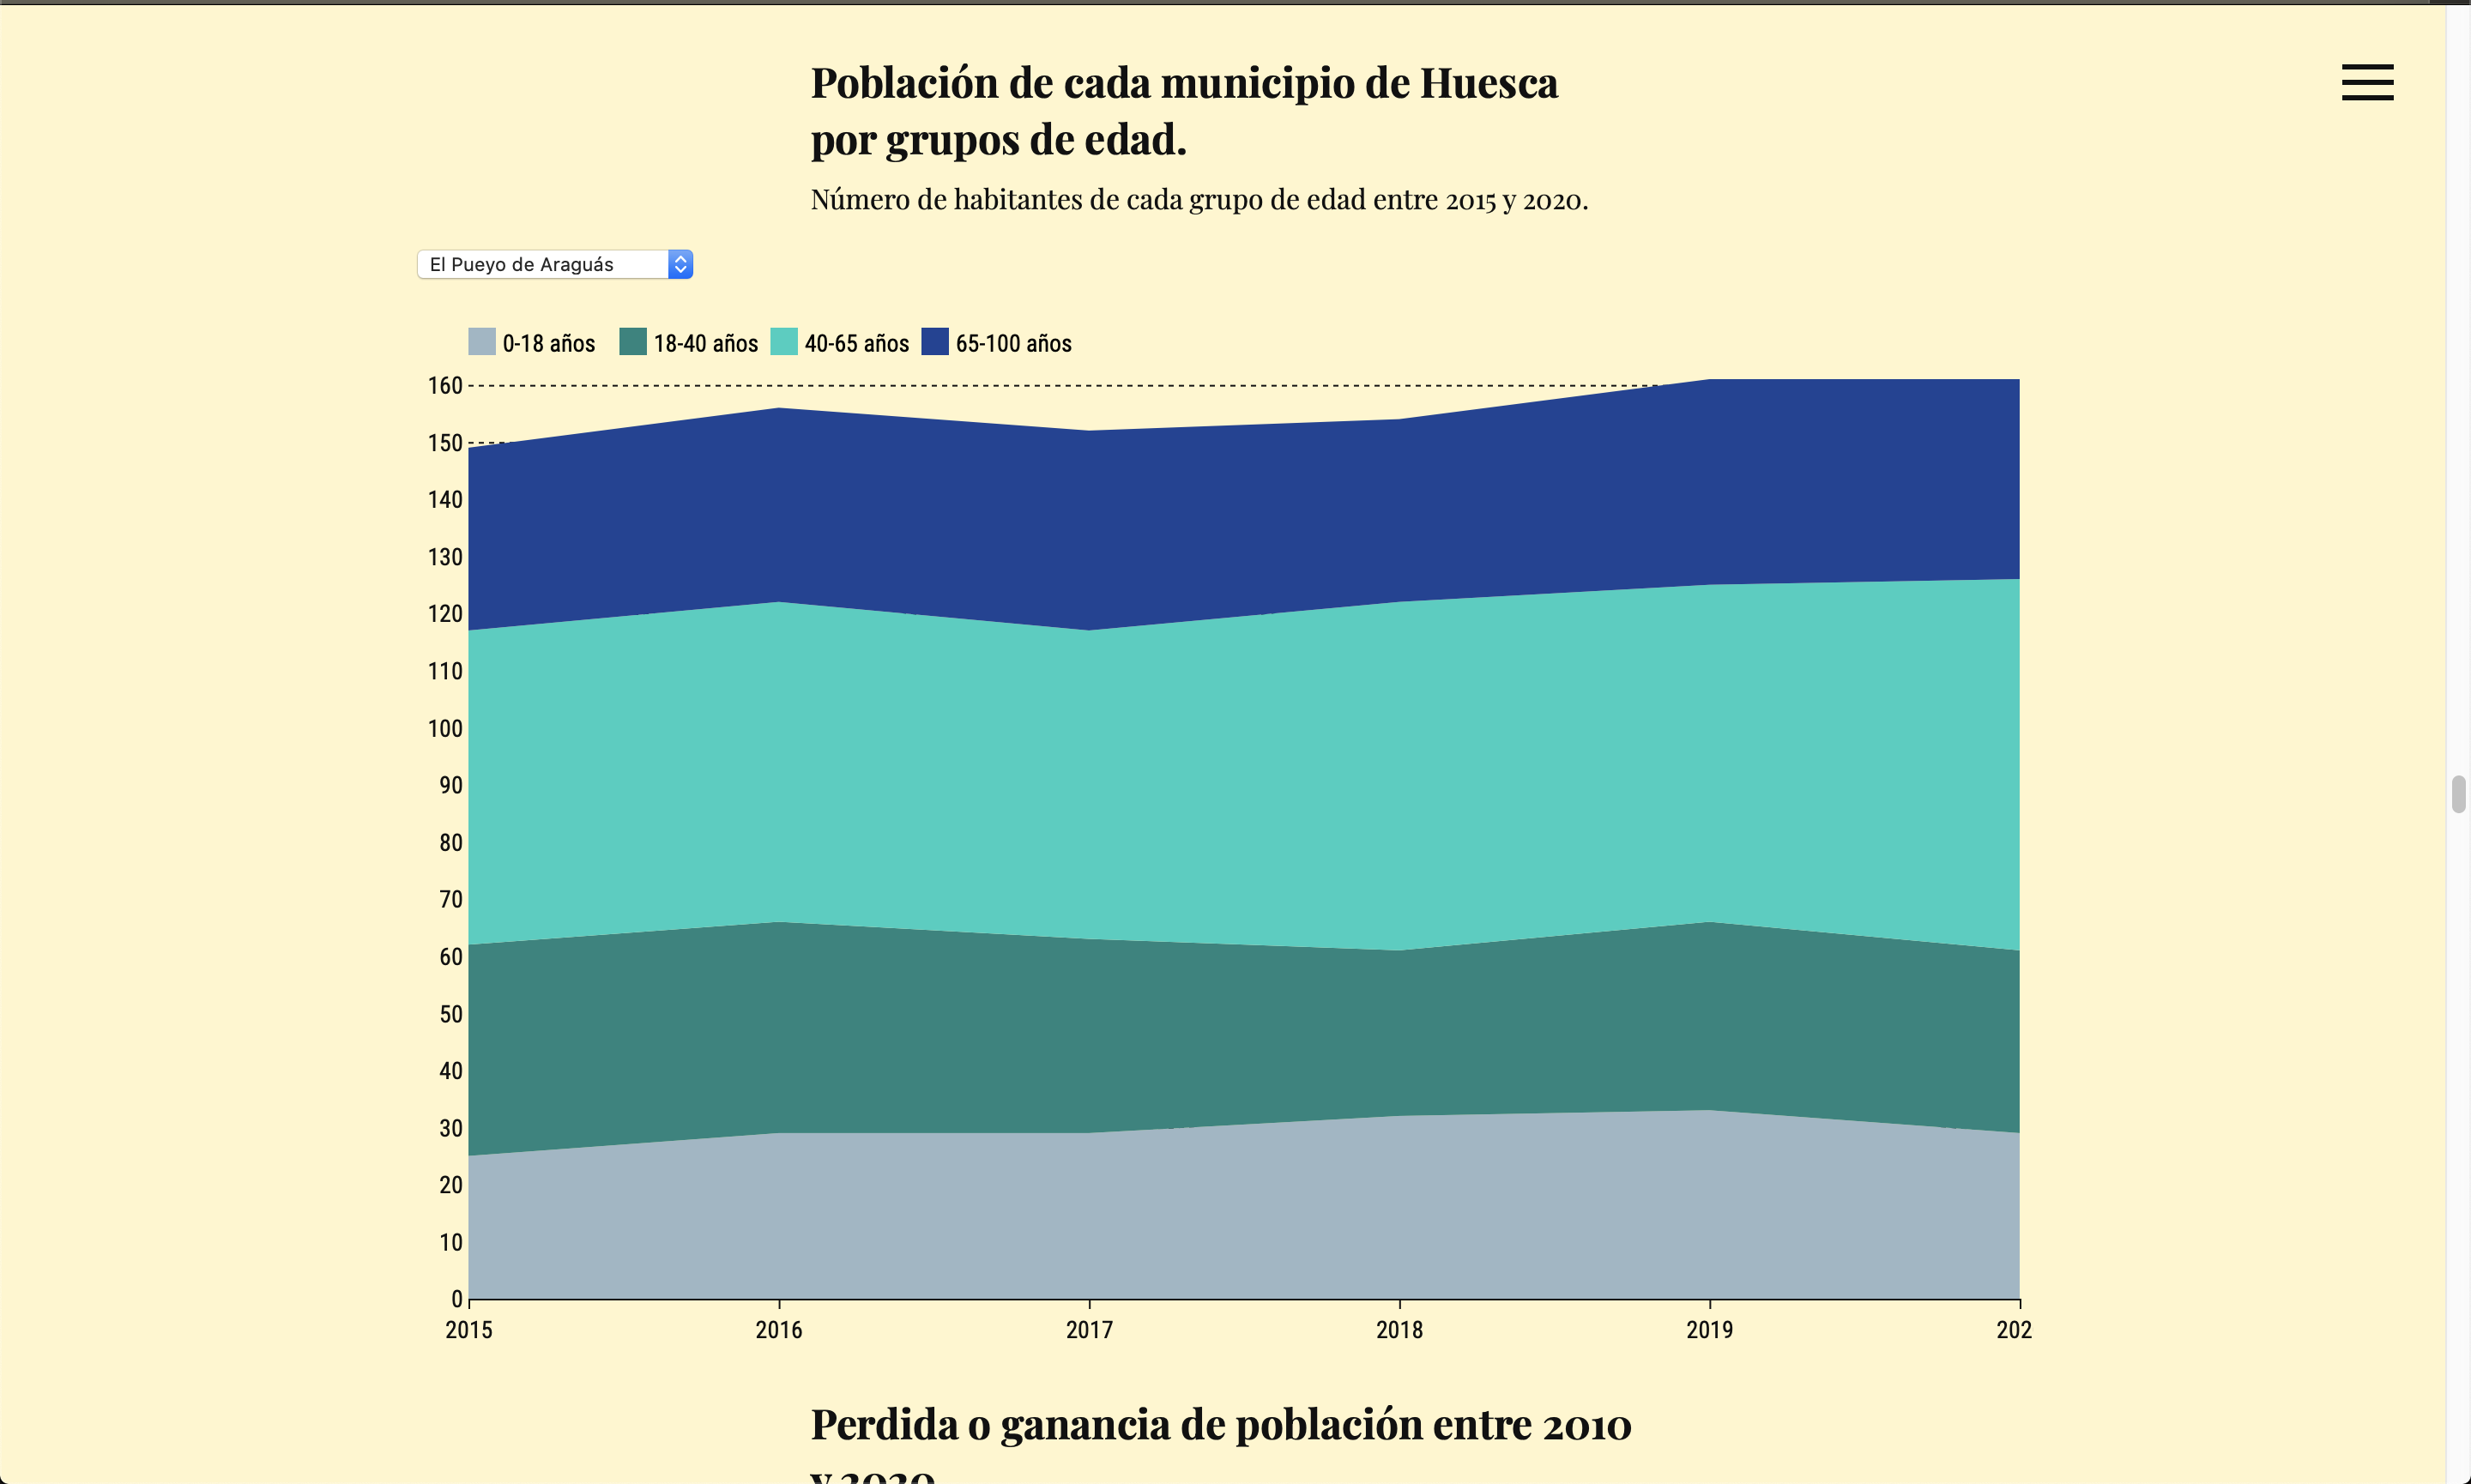 Población de cada municipio de Huesca
por grupos de edad.
Número de habitantes de cada grupo de edad entre 2015 y 2020.
El Pueyo de Araguás
0-18 años 18-40 años 40-65 años 65-100 años
160
150
140
130
120
110
100
90
80
70
60
50
40
30
20
10
0
2015 2016 2017 2018 2019 202
Perdida o ganancia de población entre 2010
y 2020